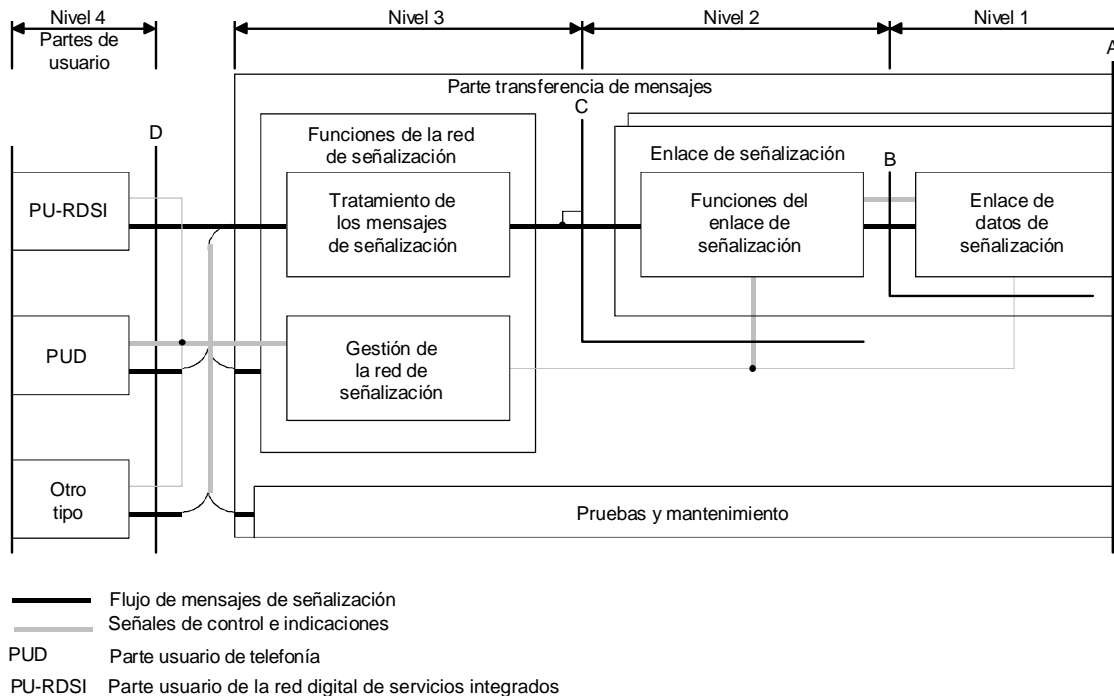 Nivel 4
Nivel 3
Nivel 2
Nivel 1
Partes de
usuario
A
Parte transferencia de mensajes
C
D
Funciones de la red
de señalización
Enlace de señalización
B
PU-RDSI
Tratamiento de
los mensajes
de señalización
Funciones del
enlace de
señalización
Enlace de
datos de
señalización
PUD
Gestión de
la red de
señalización
Otro
tipo
Pruebas y mantenimiento
Flujo de mensajes de señalización
Señales de control e indicaciones
PUD Parte usuario de telefonía
PU-RDSI Parte usuario de la red digital de servicios integrados